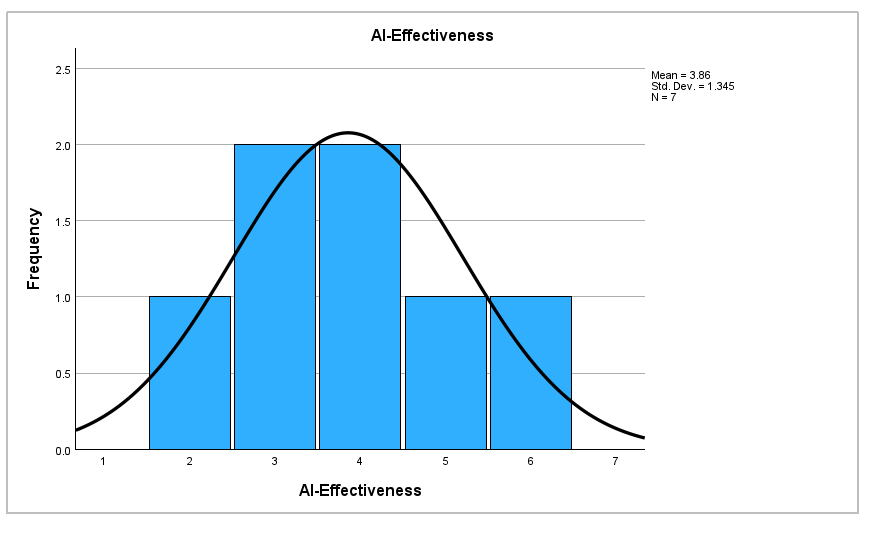 AI-Effectiveness
2.5
2.0
1.5
1.0
0.5
0.0
Frequency
1 2 3 4 5 6 7
AI-Effectiveness
Mean = 3.86
Std. Dev. = 1.345
N = 7